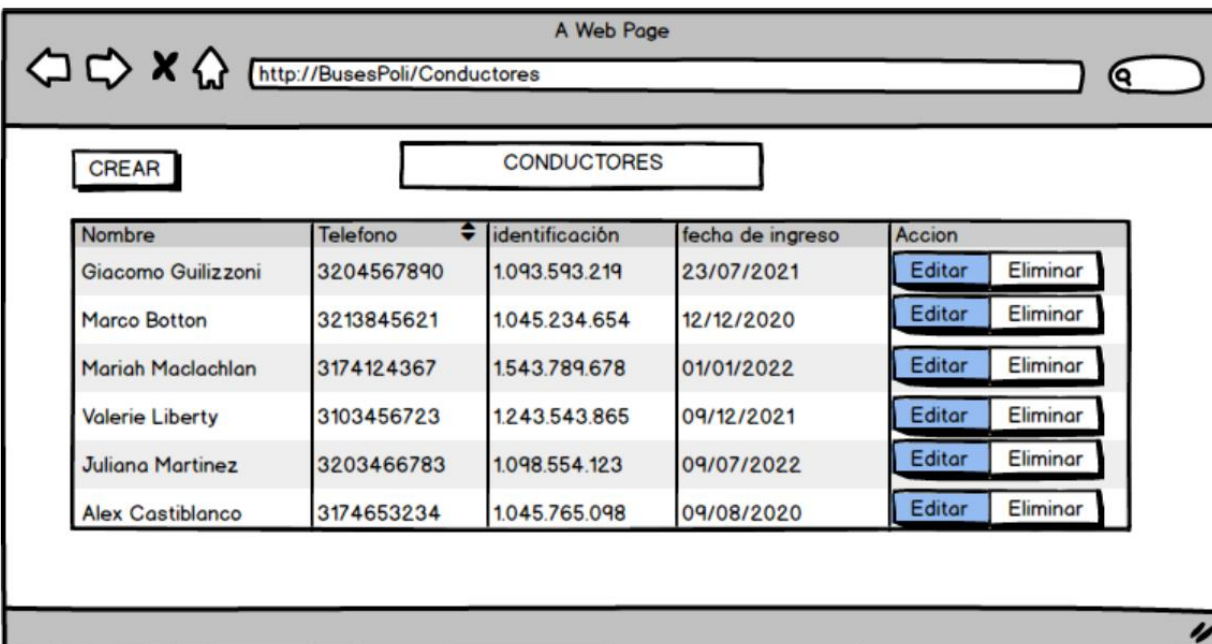 A Web Page
http://BusesPoli/Conductores
CREAR
CONDUCTORES
Nombre Telefono identificación fecha de ingreso Accion
Giacomo Guilizzoni 3204567890 1.093.593.219 23/07/2021 Editar Eliminar
Marco Botton 3213845621 1.045.234.654 12/12/2020 Editar Eliminar
Mariah Maclachlan 3174124367 1.543.789.678 01/01/2022 Editar Eliminar
Valerie Liberty 3103456723 1.243.543.865 09/12/2021 Editar Eliminar
Juliana Martinez 3203466783 1.098.554.123 09/07/2022 Editar Eliminar
Alex Castiblanco 3174653234 1.045.765.098 09/08/2020 Editar Eliminar